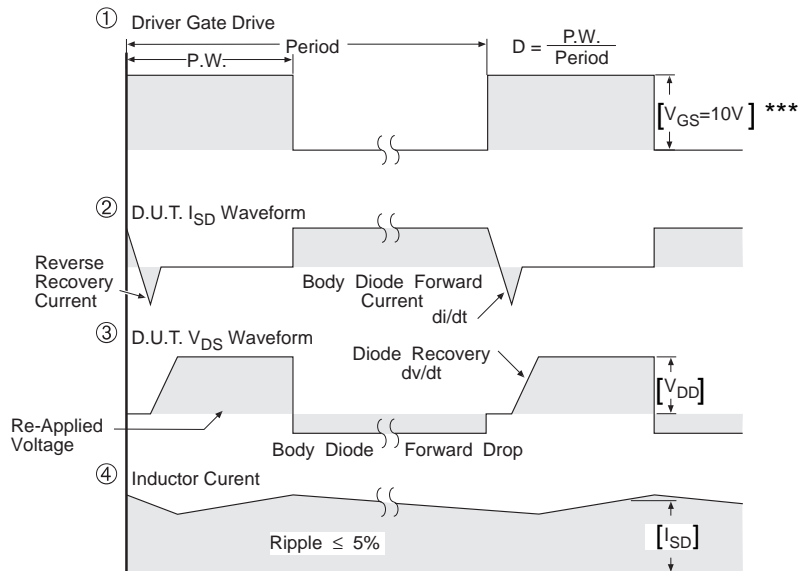 ① Driver Gate Drive
Period
P.W.
D = P.W. / Period
[VGS=10V] ***
② D.U.T. ISD Waveform
Reverse
Recovery
Current
Body Diode Forward
Current
di/dt
③ D.U.T. VDS Waveform
Diode Recovery
dv/dt
[VDD]
Re-Applied
Voltage
Body Diode Forward Drop
④ Inductor Curent
Ripple ≤ 5%
[ISD]